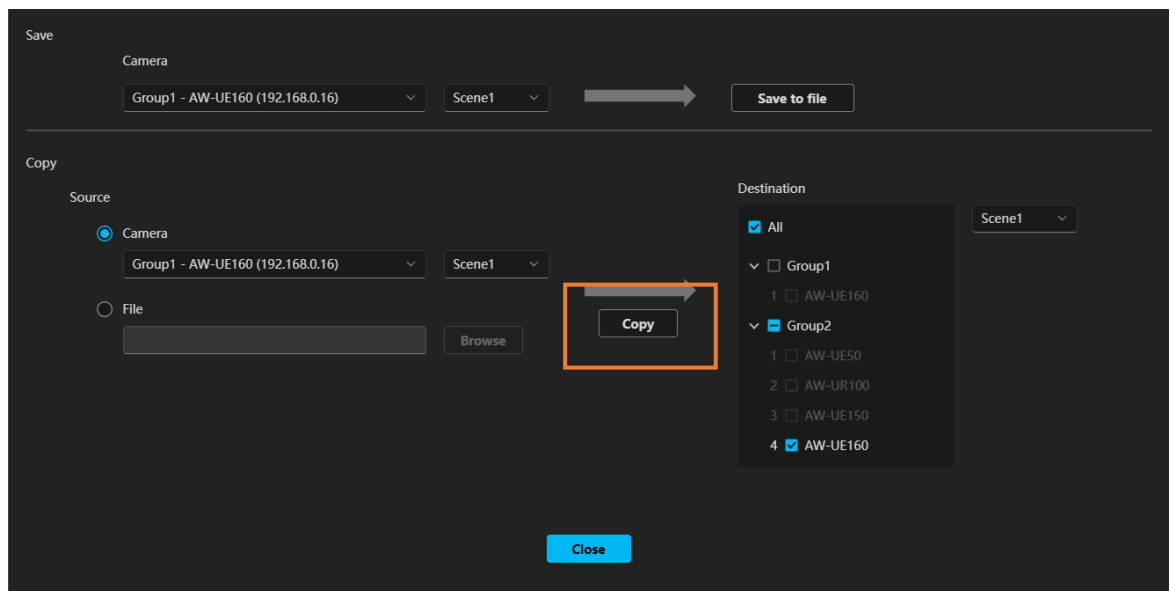 Save
Camera
Group1 - AW-UE160 (192.168.0.16) Scene1 Save to file
Copy
Source
Camera
Group1 - AW-UE160 (192.168.0.16) Scene1
File
Browse
Copy
Destination
All Scene1
Group1
1 AW-UE160
Group2
1 AW-UE50
2 AW-UR100
3 AW-UE150
4 AW-UE160
Close